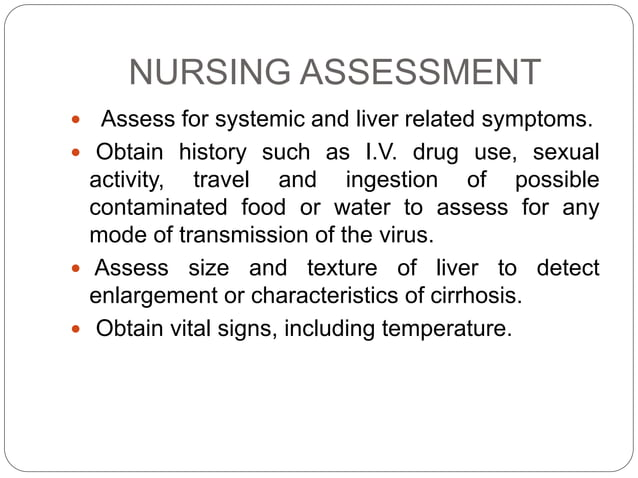 NURSING ASSESSMENT
• Assess for systemic and liver related symptoms.
• Obtain history such as I.V. drug use, sexual
activity, travel and ingestion of possible
contaminated food or water to assess for any
mode of transmission of the virus.
• Assess size and texture of liver to detect
enlargement or characteristics of cirrhosis.
• Obtain vital signs, including temperature.